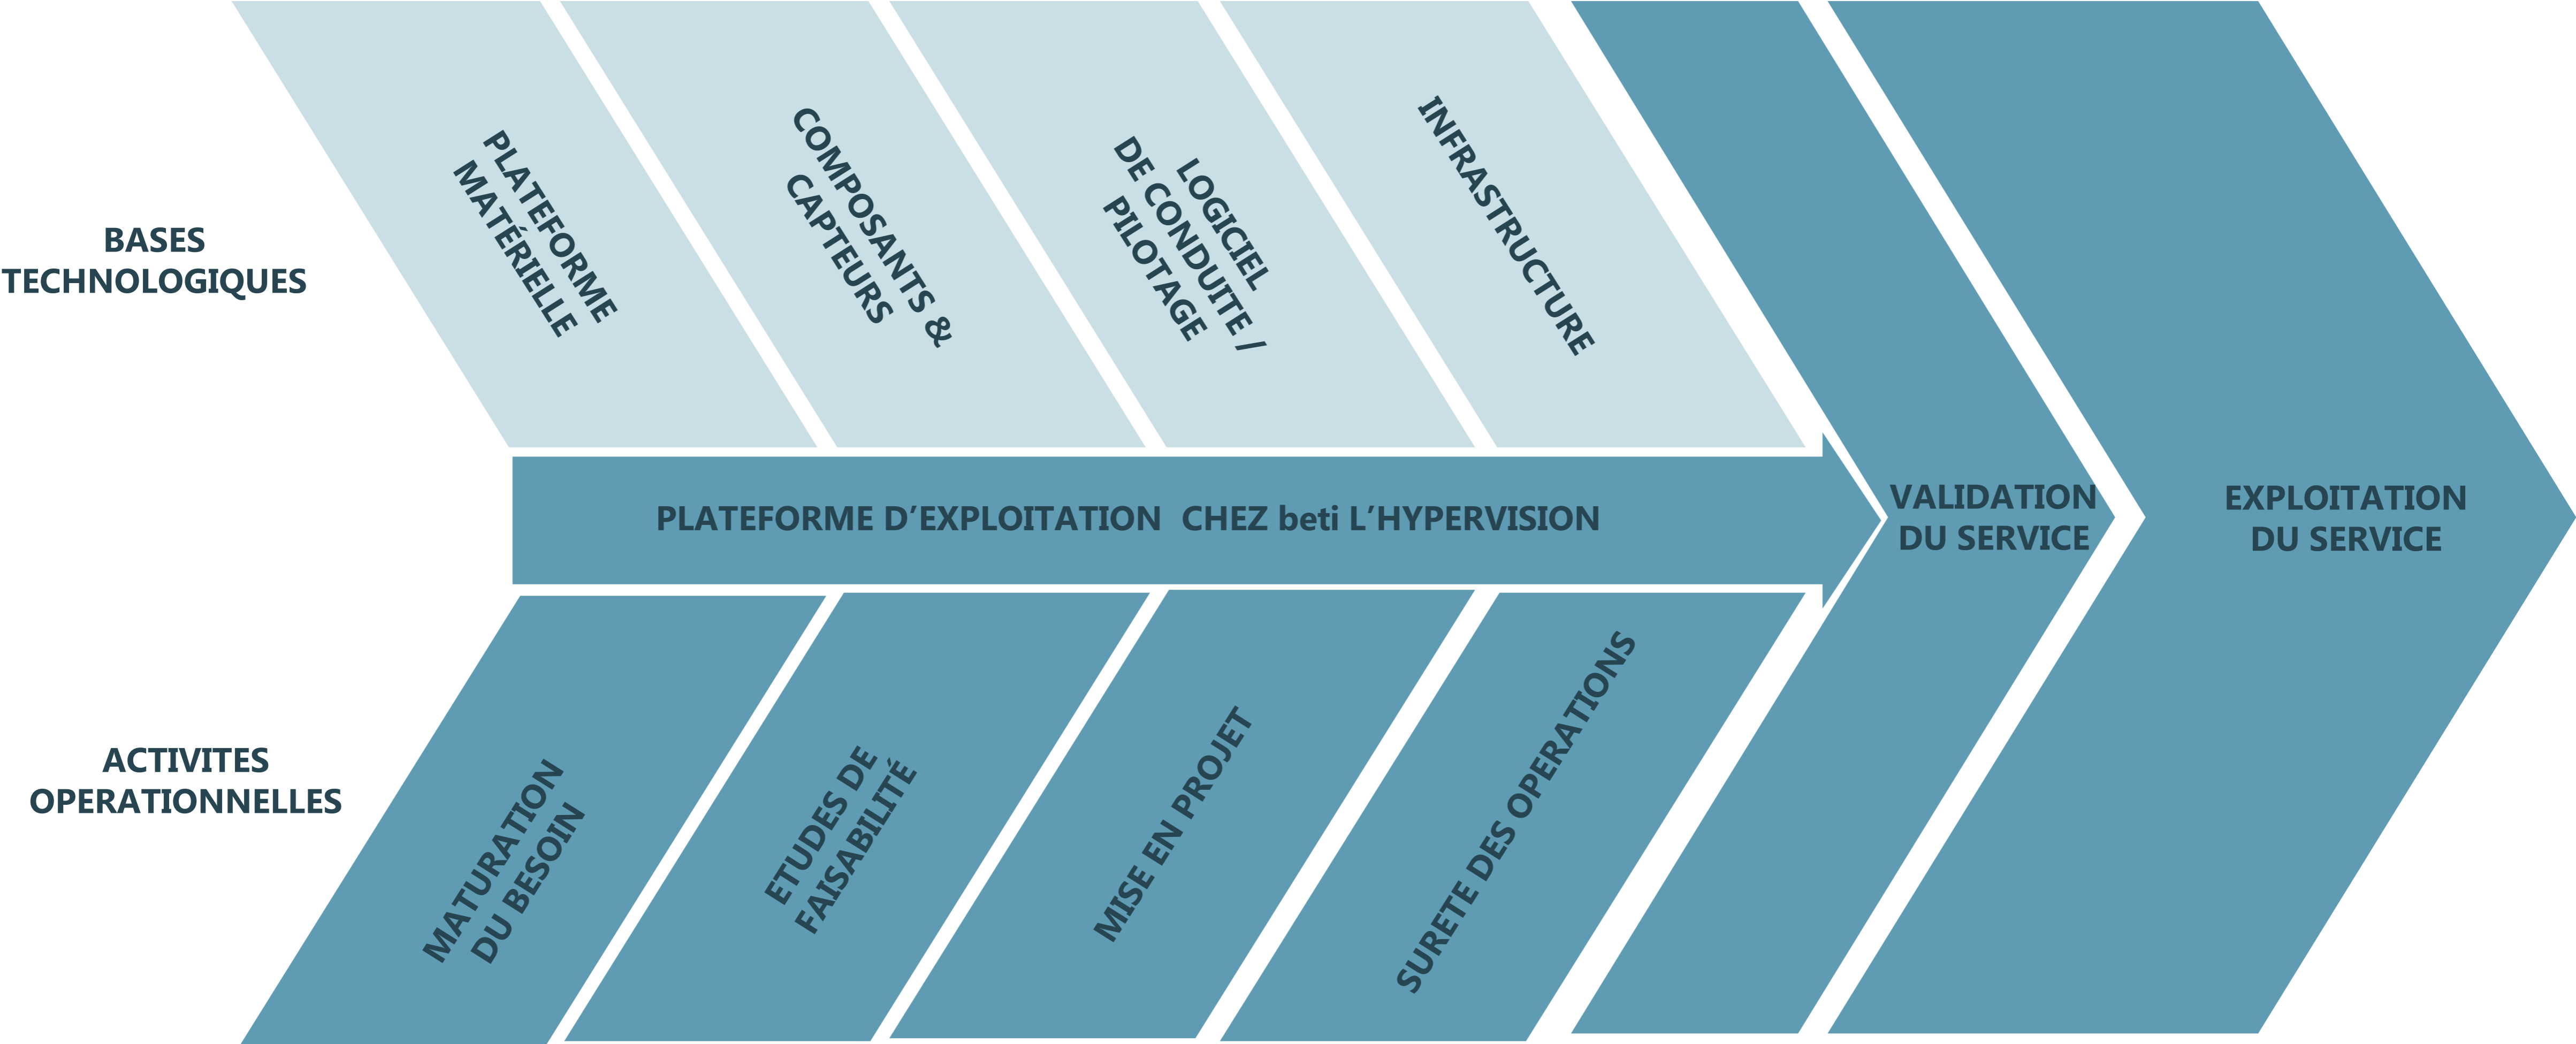 BASES
TECHNOLOGIQUES
PLATEFORME
MATÉRIELLE
COMPOSANTS &
CAPTEURS
LOGICIEL
DE CONDUITE /
PILOTAGE
INFRASTRUCTURE
PLATEFORME D’EXPLOITATION  CHEZ beti L’HYPERVISION
VALIDATION
DU SERVICE
EXPLOITATION
DU SERVICE
ACTIVITES
OPERATIONNELLES
MATURATION
DU BESOIN
ETUDES DE
FAISABILITÉ
MISE EN PROJET
SURETE DES OPERATIONS